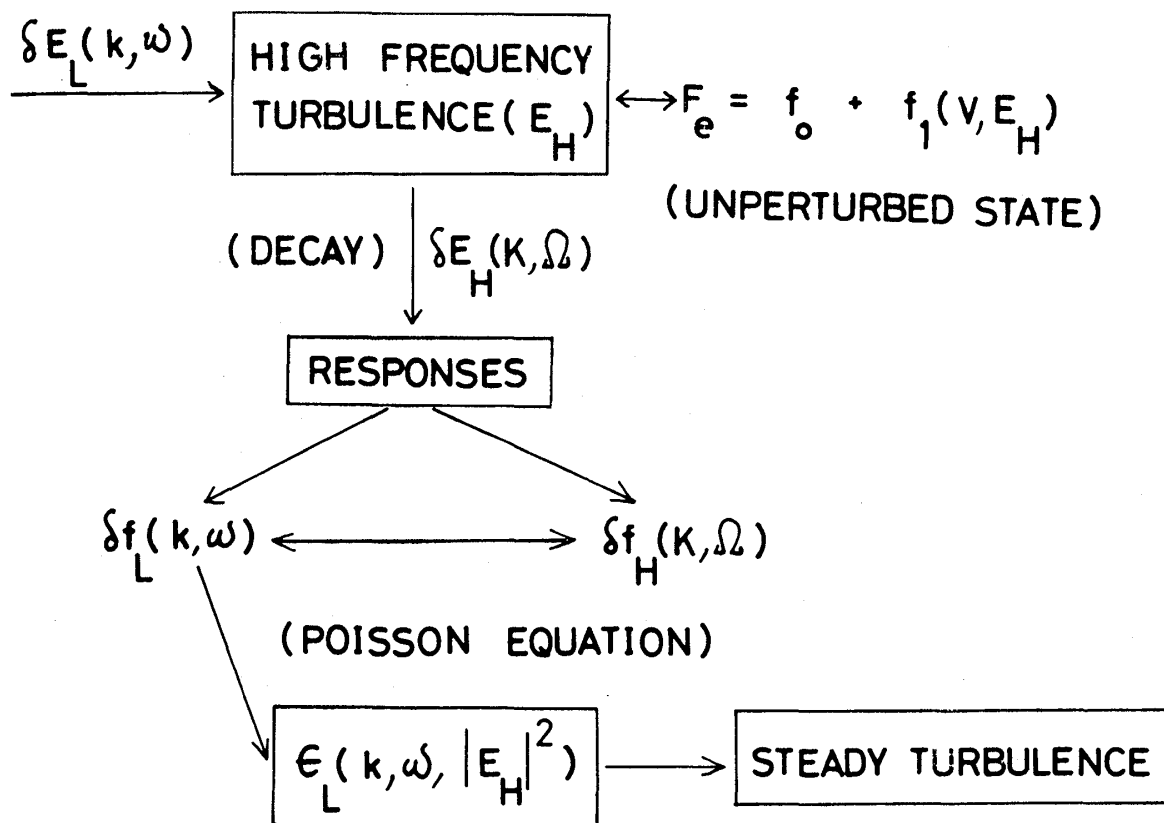 δE_L(k,ω)
HIGH FREQUENCY
TURBULENCE(E_H)
F_e = f_o + f_1(V,E_H)
(UNPERTURBED STATE)
(DECAY)
δE_H(K,Ω)
RESPONSES
δf_L(k,ω)
δf_H(K,Ω)
(POISSON EQUATION)
ϵ_L(k,ω,|E_H|²)
STEADY TURBULENCE